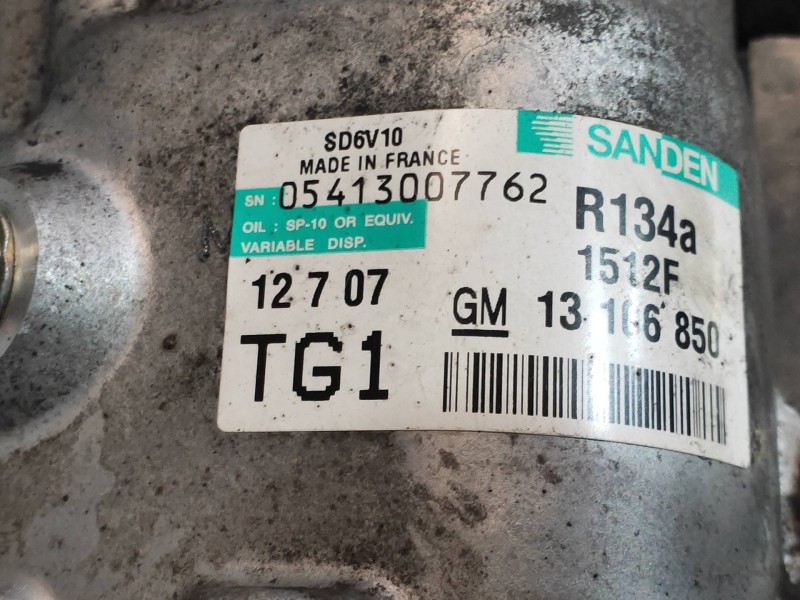 SD6V10
MADE IN FRANCE
SN : 05413007762
OIL : SP-10 OR EQUIV.
VARIABLE DISP.
12 7 07
TG1
SANDEN
R134a
1512F
GM 13 106 850